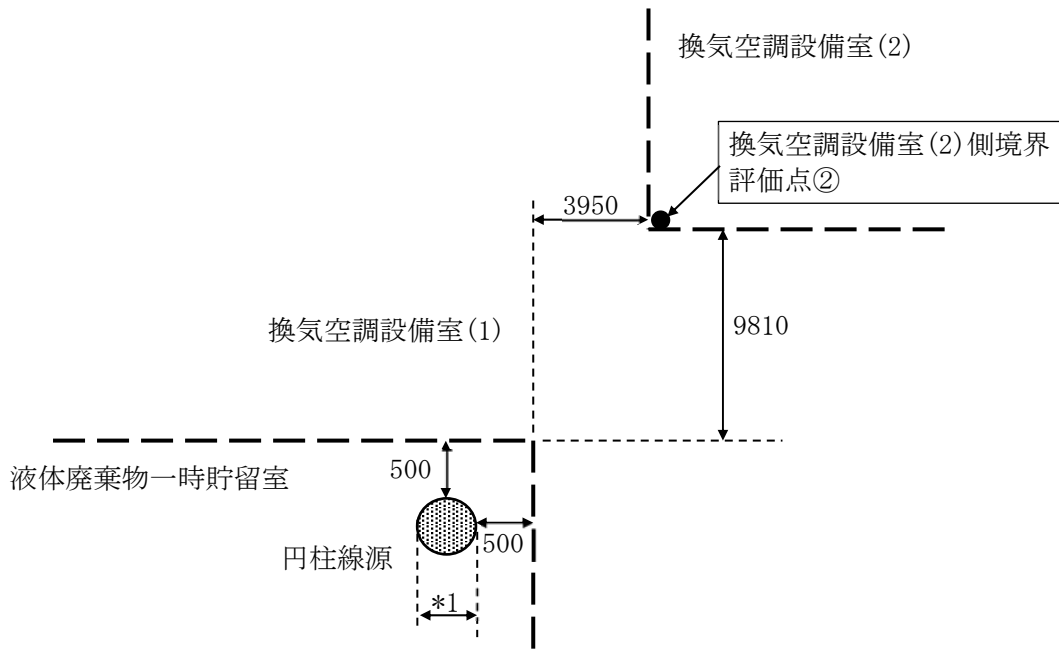 換気空調設備室(2)
換気空調設備室(2)側境界
評価点②
3950
9810
換気空調設備室(1)
液体廃棄物一時貯留室
500
500
円柱線源
*1